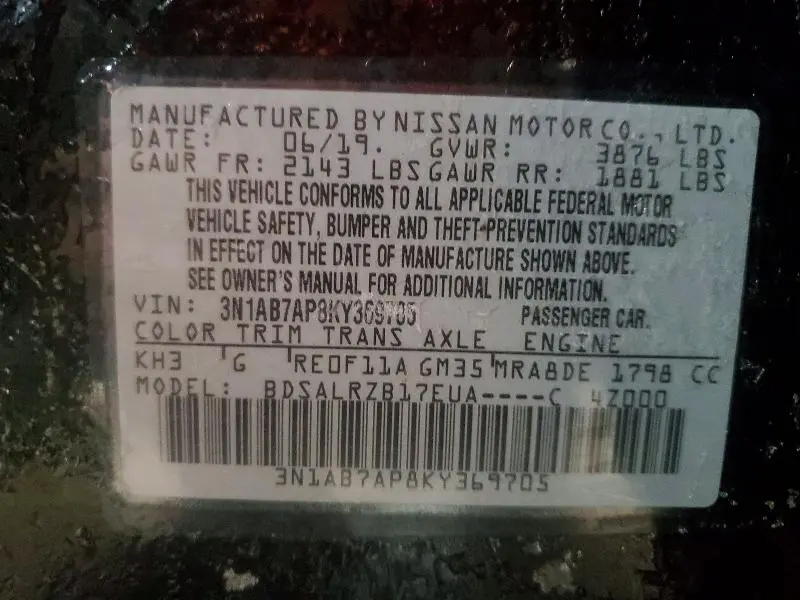 MANUFACTURED BY NISSAN MOTOR CO., LTD.
DATE: 06/19. GVWR: 3876 LBS
GAWR FR: 2143 LBS GAWR RR: 1881 LBS
THIS VEHICLE CONFORMS TO ALL APPLICABLE FEDERAL MOTOR
VEHICLE SAFETY, BUMPER AND THEFT-PREVENTION STANDARDS
IN EFFECT ON THE DATE OF MANUFACTURE SHOWN ABOVE.
SEE OWNER'S MANUAL FOR ADDITIONAL INFORMATION.
VIN: 3N1AB7AP8KY369705 PASSENGER CAR.
COLOR TRIM TRANS AXLE ENGINE
KH3 G RE0F11A GM35 MRA8DE 1798 CC
MODEL: BDSALRZB17EUA----C 4Z000
3N1AB7AP8KY369705